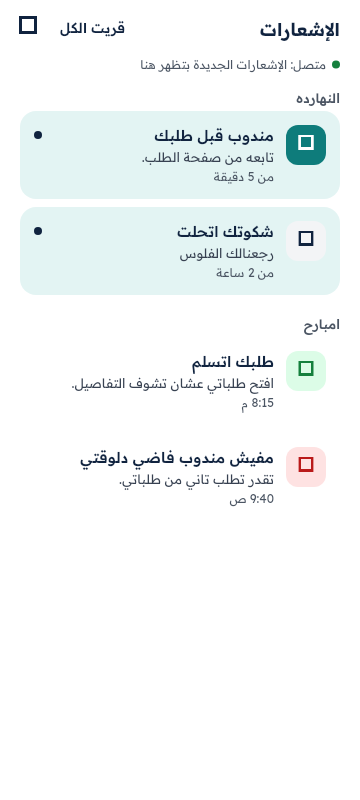 الإشعارات
قريت الكل
متصل: الإشعارات الجديدة بتظهر هنا
النهارده
مندوب قبل طلبك
تابعه من صفحة الطلب.
من 5 دقيقة
شكوتك اتحلت
رجعنالك الفلوس
من 2 ساعة
امبارح
طلبك اتسلم
افتح طلباتي عشان تشوف التفاصيل.
8:15 م
مفيش مندوب فاضي دلوقتي
تقدر تطلب تاني من طلباتي.
9:40 ص